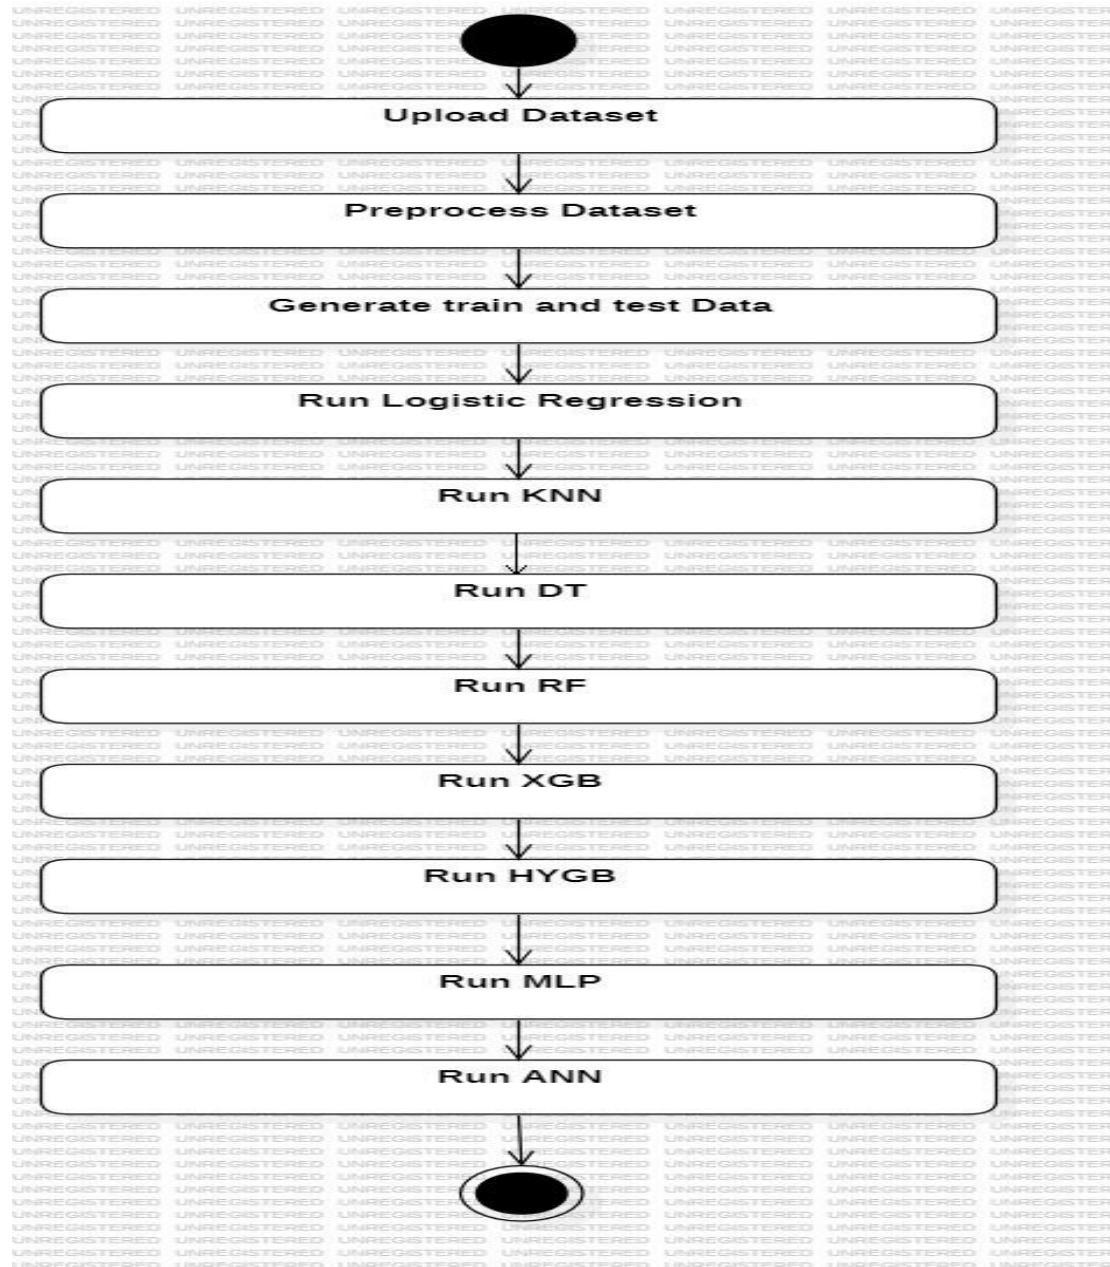 Upload Dataset
Preprocess Dataset
Generate train and test Data
Run Logistic Regression
Run KNN
Run DT
Run RF
Run XGB
Run HYGB
Run MLP
Run ANN
UNREGISTERED